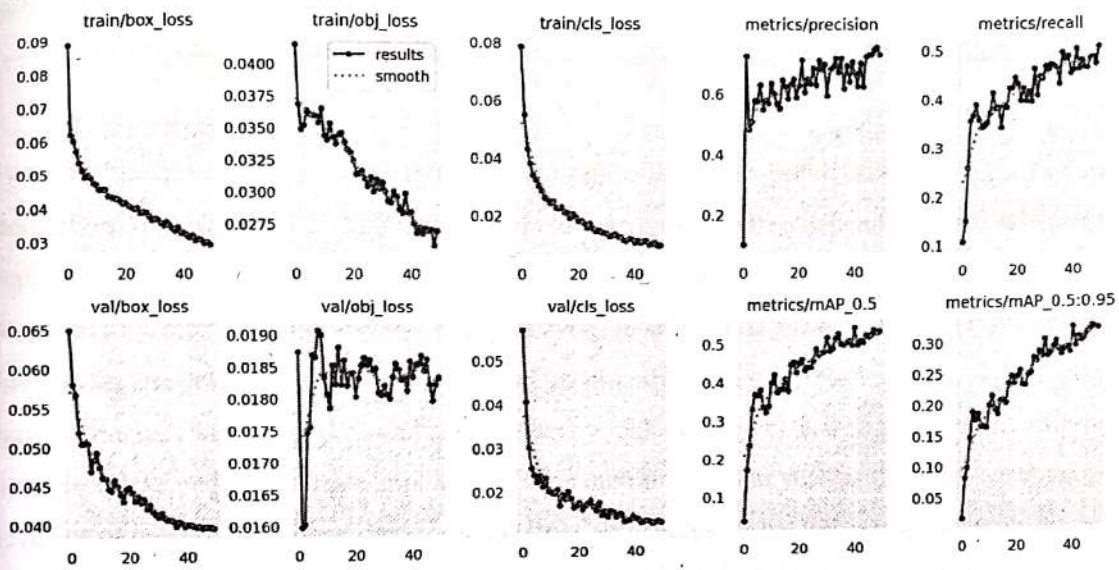 train/box_loss
train/obj_loss
train/cls_loss
metrics/precision
metrics/recall
0.09
0.08
0.07
0.06
0.05
0.04
0.03
0 20 40
0.0400
0.0375
0.0350
0.0325
0.0300
0.0275
0 20 40
results
smooth
0.08
0.06
0.04
0.02
0 20 40
0.6
0.4
0.2
0 20 40
0.5
0.4
0.3
0.2
0.1
0 20 40
val/box_loss
val/obj_loss
val/cls_loss
metrics/mAP_0.5
metrics/mAP_0.5:0.95
0.065
0.060
0.055
0.050
0.045
0.040
0 20 40
0.0190
0.0185
0.0180
0.0175
0.0170
0.0165
0.0160
0 20 40
0.05
0.04
0.03
0.02
0 20 40
0.5
0.4
0.3
0.2
0.1
0 20 40
0.30
0.25
0.20
0.15
0.10
0.05
0 20 40